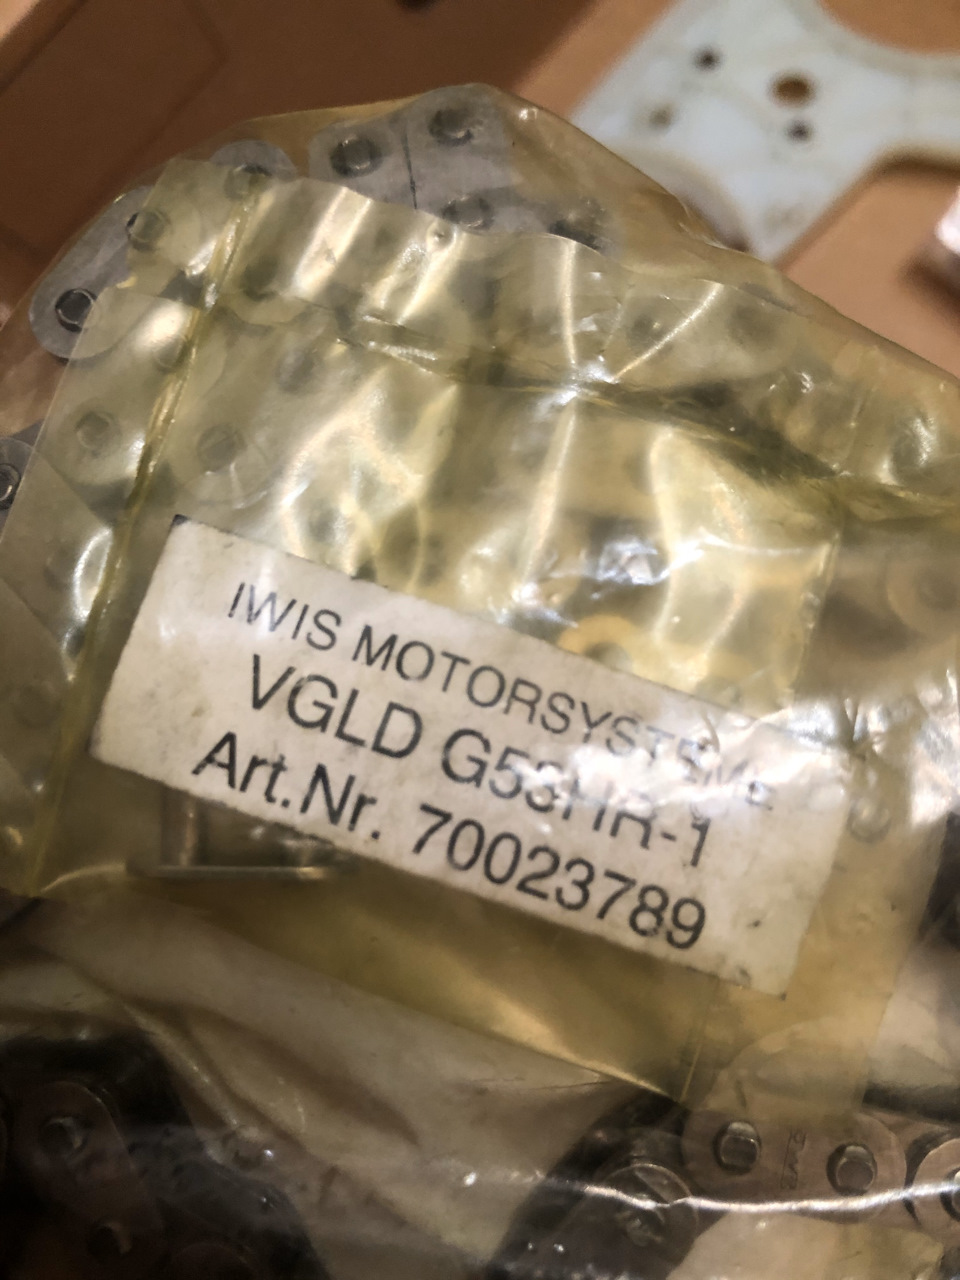 IWIS MOTORSYSTEME
VGLD G53HR-1
Art.Nr. 70023789